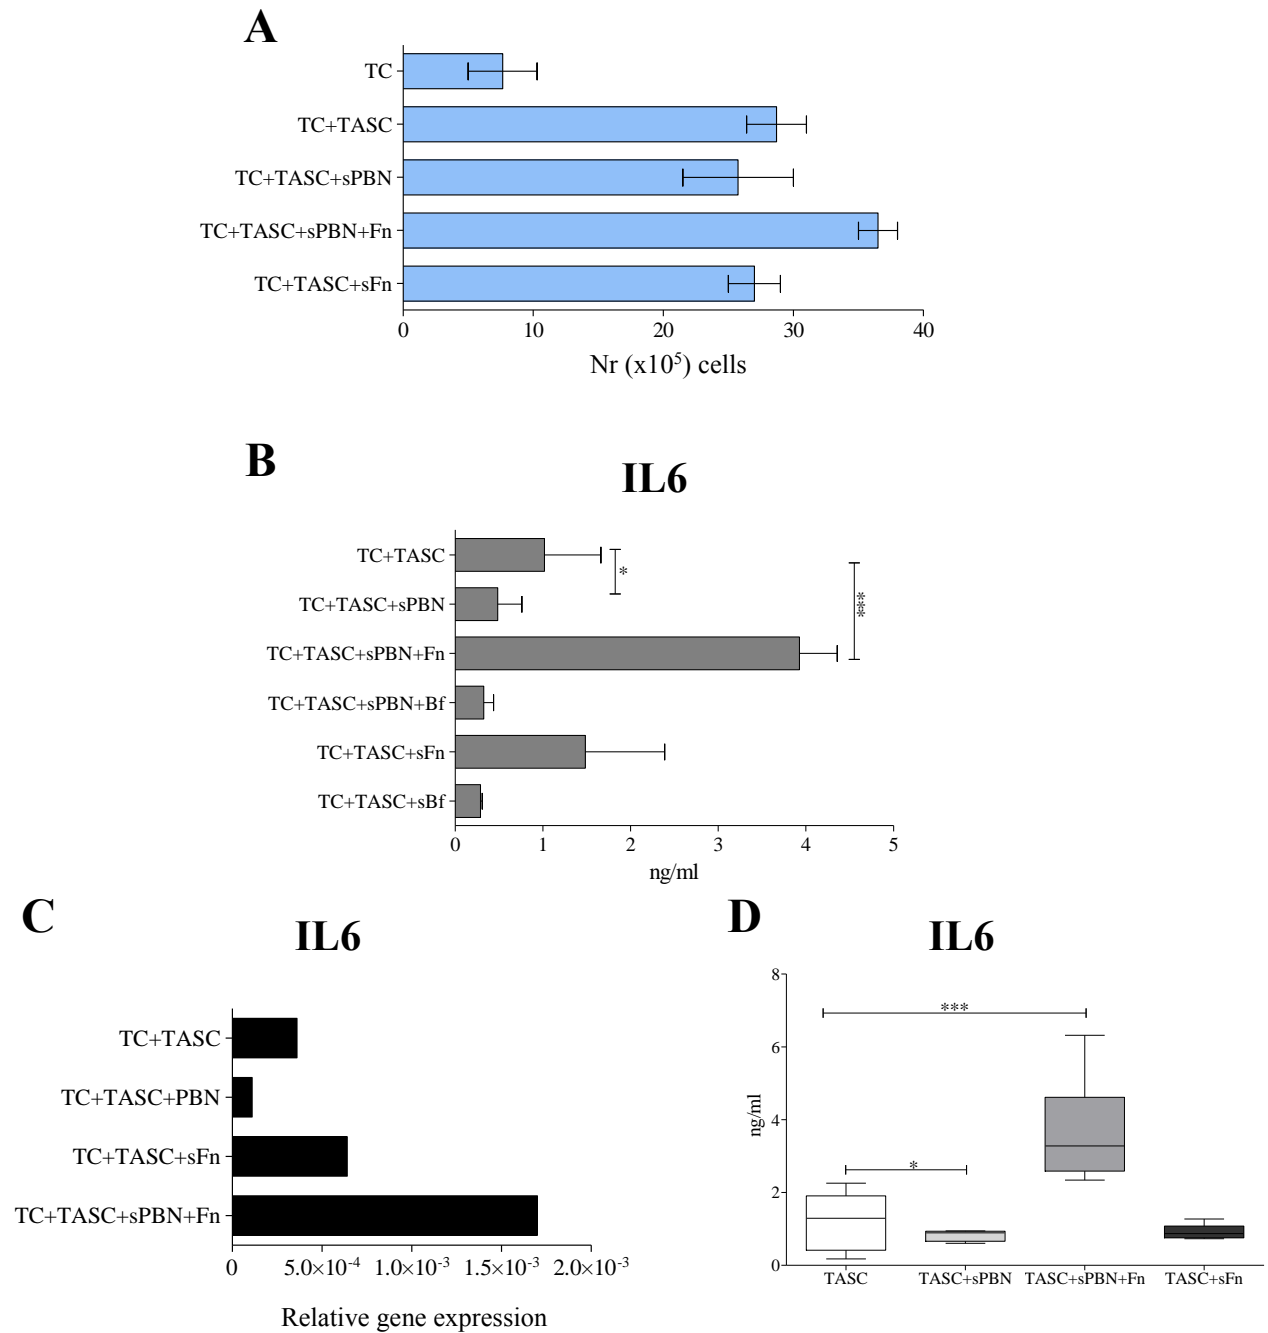 A
TC
TC+TASC
TC+TASC+sPBN
TC+TASC+sPBN+Fn
TC+TASC+sFn
0 10 20 30 40
Nr (x10⁵) cells
B
IL6
TC+TASC
TC+TASC+sPBN
TC+TASC+sPBN+Fn
TC+TASC+sPBN+Bf
TC+TASC+sFn
TC+TASC+sBf
*
***
0 1 2 3 4 5
ng/ml
C
IL6
TC+TASC
TC+TASC+PBN
TC+TASC+sFn
TC+TASC+sPBN+Fn
0 5.0×10⁻⁴ 1.0×10⁻³ 1.5×10⁻³ 2.0×10⁻³
Relative gene expression
D
IL6
8
6
4
2
0
ng/ml
***
*
TASC TASC+sPBN TASC+sPBN+Fn TASC+sFn